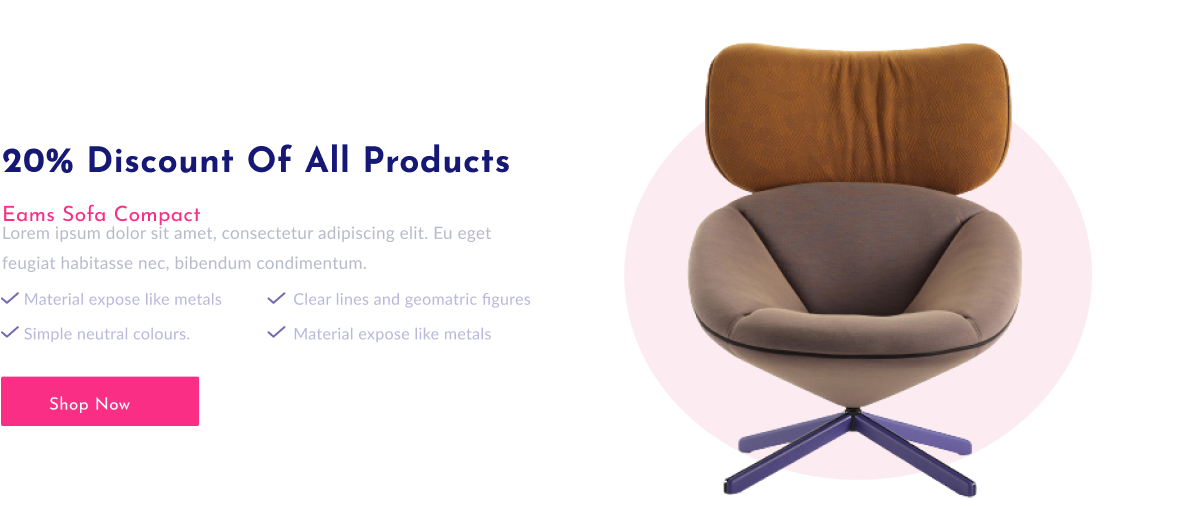 20% Discount Of All Products
Eams Sofa Compact
Lorem ipsum dolor sit amet, consectetur adipiscing elit. Eu eget
feugiat habitasse nec, bibendum condimentum.
Material expose like metals
Clear lines and geomatric figures
Simple neutral colours.
Material expose like metals
Shop Now